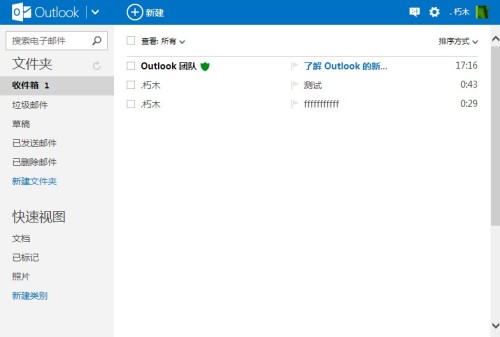 Outlook
新建
.朽木
搜索电子邮件
查看: 所有
排序方式
文件夹
Outlook 团队
了解 Outlook 的新...
17:16
收件箱 1
.朽木
测试
0:43
垃圾邮件
.朽木
fffffffffff
0:29
草稿
已发送邮件
已删除邮件
新建文件夹
快速视图
文档
已标记
照片
新建类别